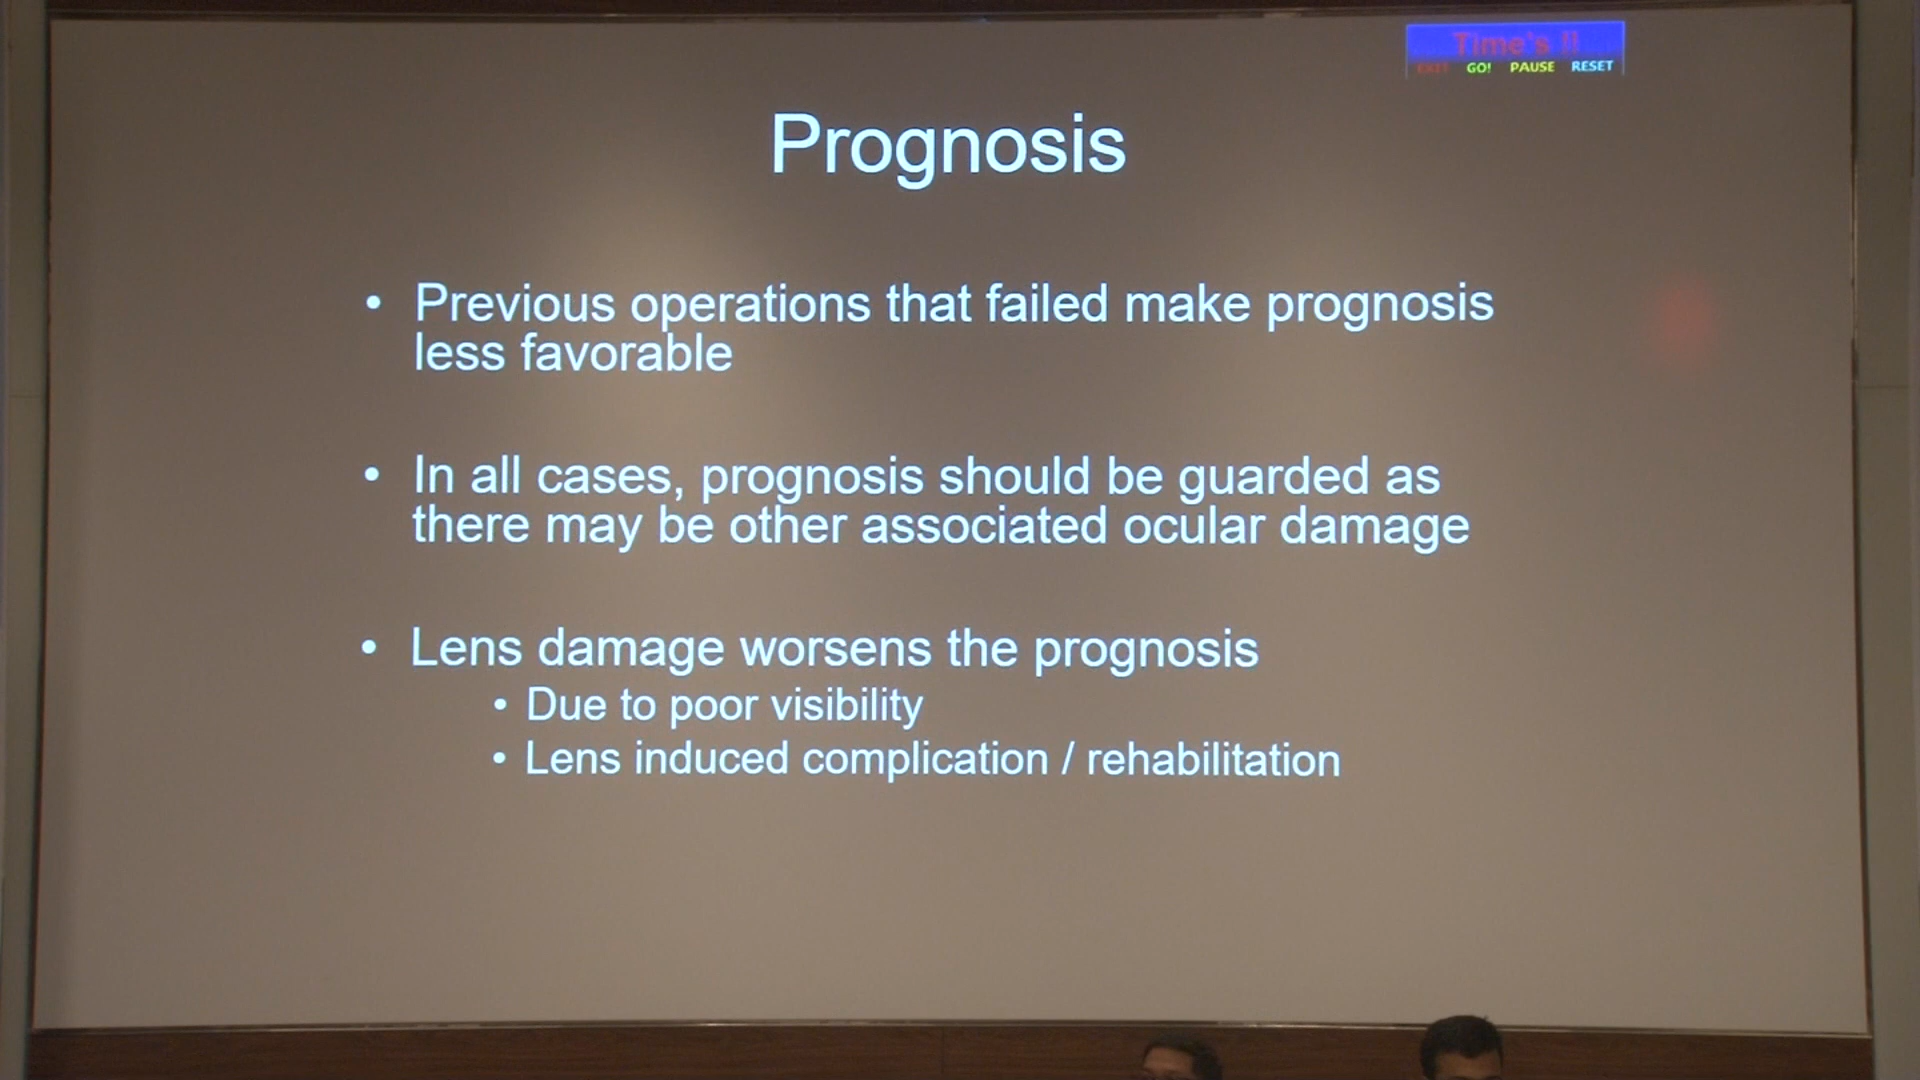 Time's !!
EXIT GO! PAUSE RESET
Prognosis
• Previous operations that failed make prognosis
less favorable
• In all cases, prognosis should be guarded as
there may be other associated ocular damage
• Lens damage worsens the prognosis
• Due to poor visibility
• Lens induced complication / rehabilitation